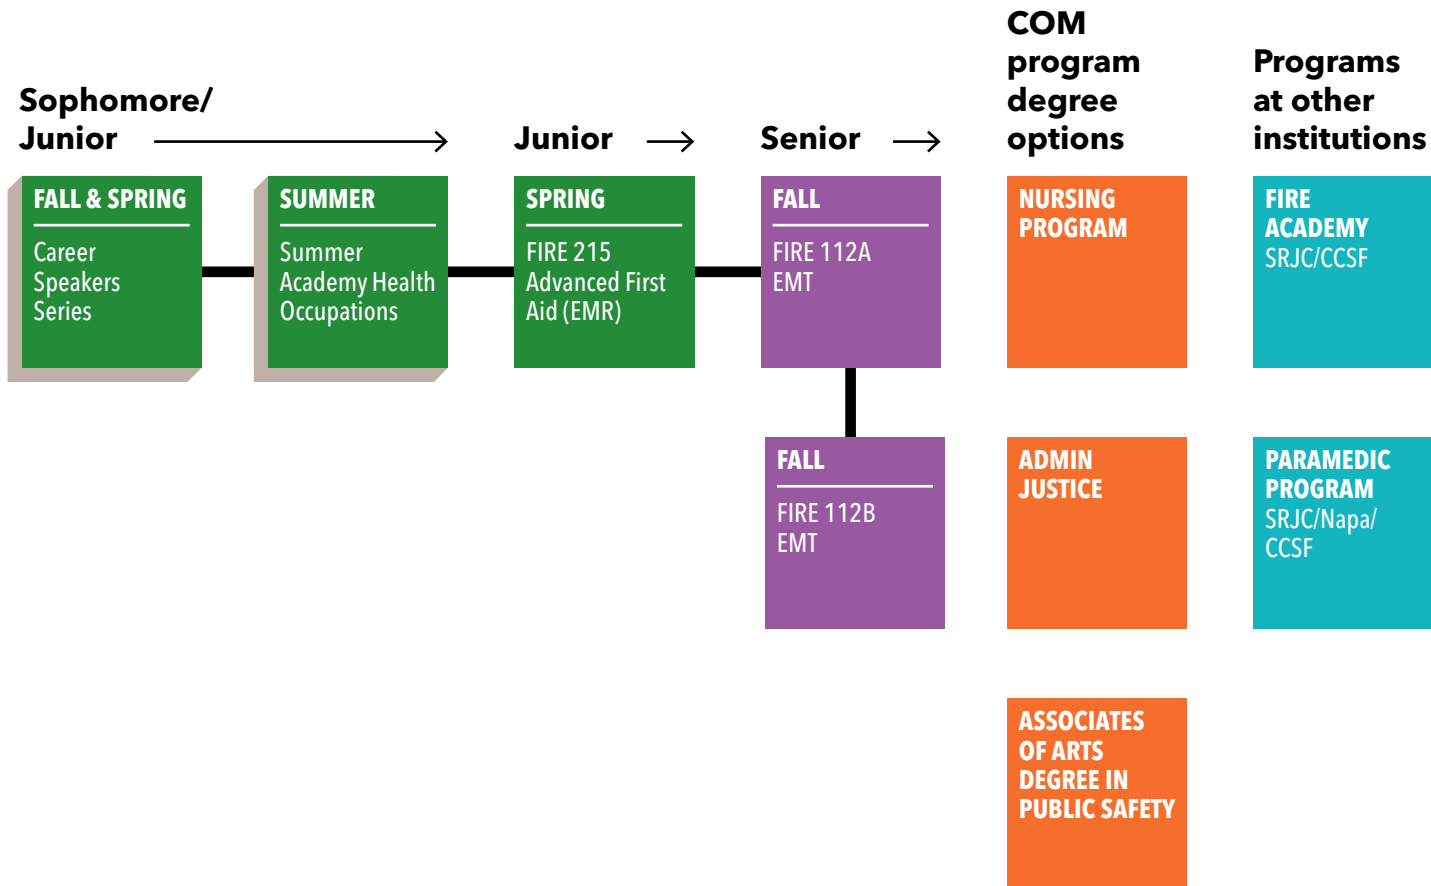 Sophomore/
Junior
Junior
Senior
COM
program
degree
options
Programs
at other
institutions
FALL & SPRING
Career
Speakers
Series
SUMMER
Summer
Academy Health
Occupations
SPRING
FIRE 215
Advanced First
Aid (EMR)
FALL
FIRE 112A
EMT
NURSING
PROGRAM
FIRE
ACADEMY
SRJC/CCSF
FALL
FIRE 112B
EMT
ADMIN
JUSTICE
PARAMEDIC
PROGRAM
SRJC/Napa/
CCSF
ASSOCIATES
OF ARTS
DEGREE IN
PUBLIC SAFETY